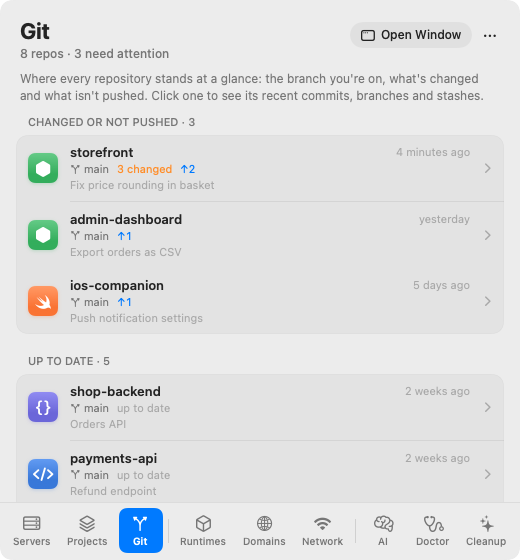 Git
8 repos · 3 need attention
Open Window
Where every repository stands at a glance: the branch you're on, what's changed
and what isn't pushed. Click one to see its recent commits, branches and stashes.
CHANGED OR NOT PUSHED · 3
storefront
4 minutes ago
main 3 changed ↑2
Fix price rounding in basket
admin-dashboard
yesterday
main ↑1
Export orders as CSV
ios-companion
5 days ago
main ↑1
Push notification settings
UP TO DATE · 5
shop-backend
2 weeks ago
main up to date
Orders API
payments-api
2 weeks ago
main up to date
Refund endpoint
Servers Projects Git Runtimes Domains Network AI Doctor Cleanup